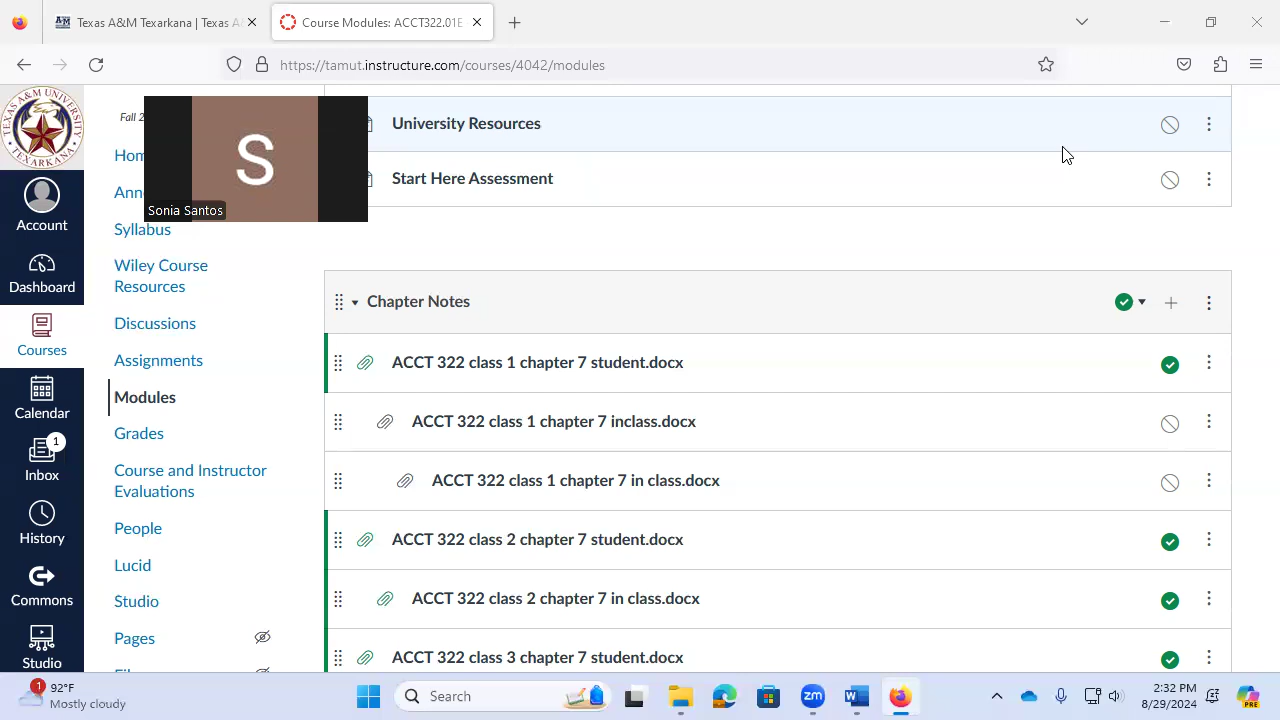 Texas A&M Texarkana | Texas A&
Course Modules: ACCT322.01E
https://tamut.instructure.com/courses/4042/modules
TEXAS A&M UNIVERSITY
TEXARKANA
Account
Dashboard
Courses
Calendar
1
Inbox
History
Commons
Studio
Fall 2
Hom
Ann
Syllabus
Wiley Course
Resources
Discussions
Assignments
Modules
Grades
Course and Instructor
Evaluations
People
Lucid
Studio
Pages
S
Sonia Santos
University Resources
Start Here Assessment
Chapter Notes
ACCT 322 class 1 chapter 7 student.docx
ACCT 322 class 1 chapter 7 inclass.docx
ACCT 322 class 1 chapter 7 in class.docx
ACCT 322 class 2 chapter 7 student.docx
ACCT 322 class 2 chapter 7 in class.docx
ACCT 322 class 3 chapter 7 student.docx
1
92°F
Mostly cloudy
Search
zm
W
PRE
2:32 PM
8/29/2024